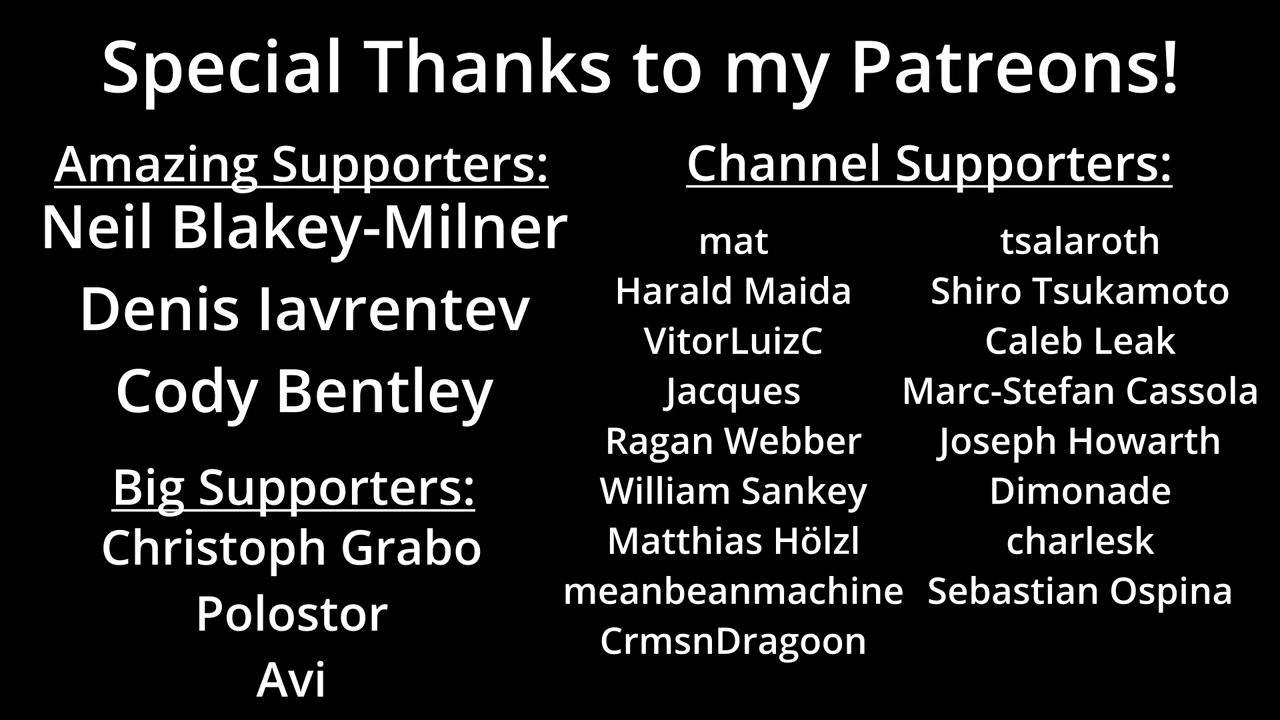 Special Thanks to my Patreons!
Amazing Supporters:
Neil Blakey-Milner
Denis Iavrentev
Cody Bentley
Big Supporters:
Christoph Grabo
Polostor
Avi
Channel Supporters:
mat
Harald Maida
VitorLuizC
Jacques
Ragan Webber
William Sankey
Matthias Hölzl
meanbeanmachine
CrmsnDragoon
tsalaroth
Shiro Tsukamoto
Caleb Leak
Marc-Stefan Cassola
Joseph Howarth
Dimonade
charlesk
Sebastian Ospina